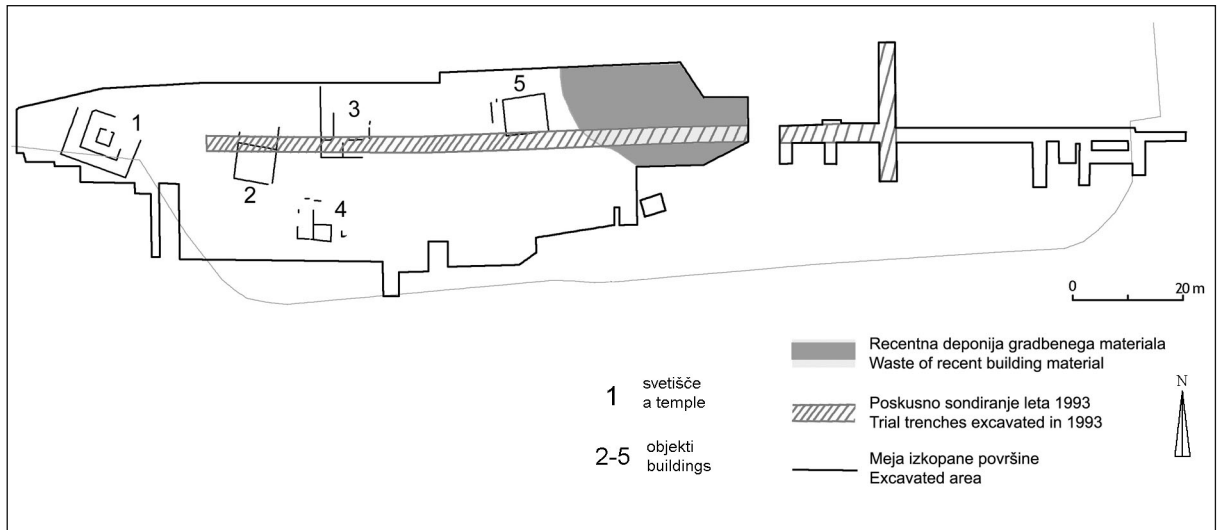 1
2
3
4
5
0
20 m
Recentna deponija gradbenega materiala
Waste of recent building material
1
svetišče
a temple
Poskusno sondiranje leta 1993
Trial trenches excavated in 1993
N
2-5
objekti
buildings
Meja izkopane površine
Excavated area